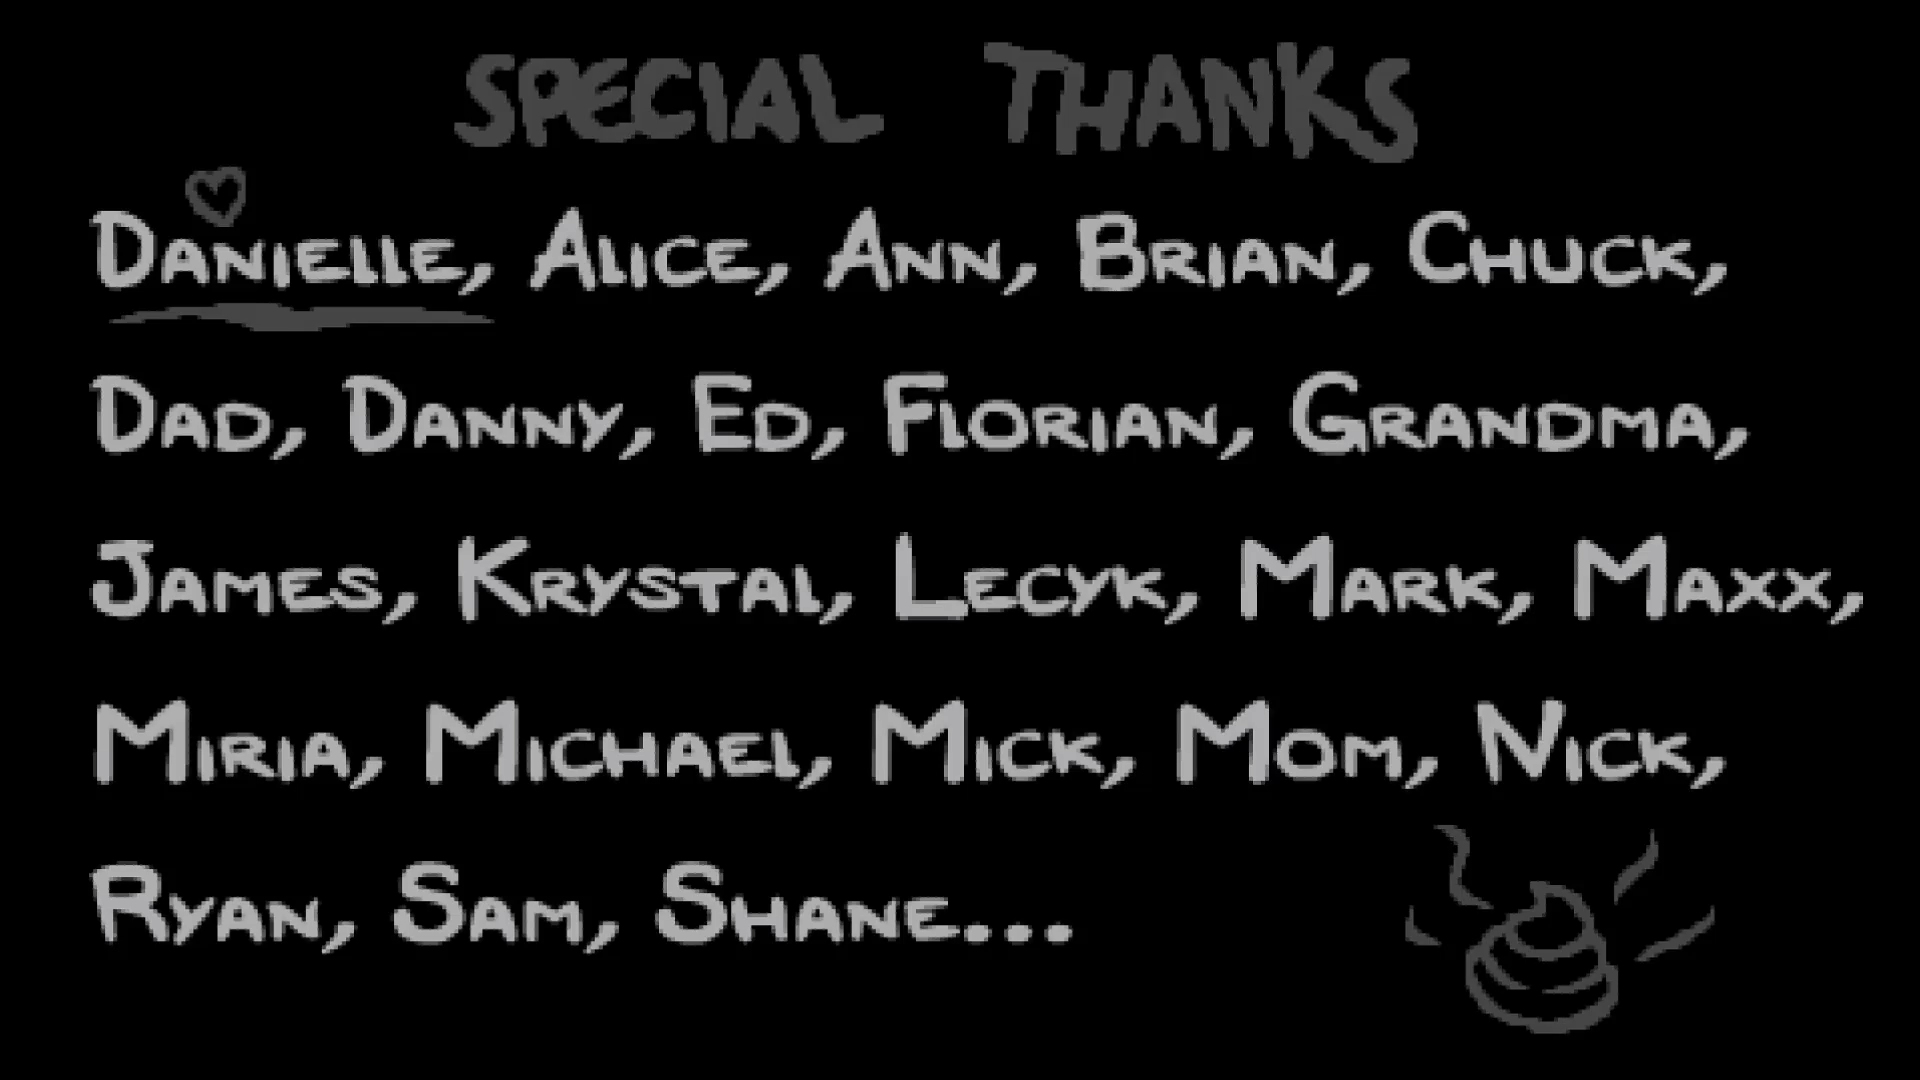 SPECIAL THANKS
DANIELLE, ALICE, ANN, BRIAN, CHUCK,
DAD, DANNY, ED, FLORIAN, GRANDMA,
JAMES, KRYSTAL, LECYK, MARK, MAXX,
MIRIA, MICHAEL, MICK, MOM, NICK,
RYAN, SAM, SHANE...